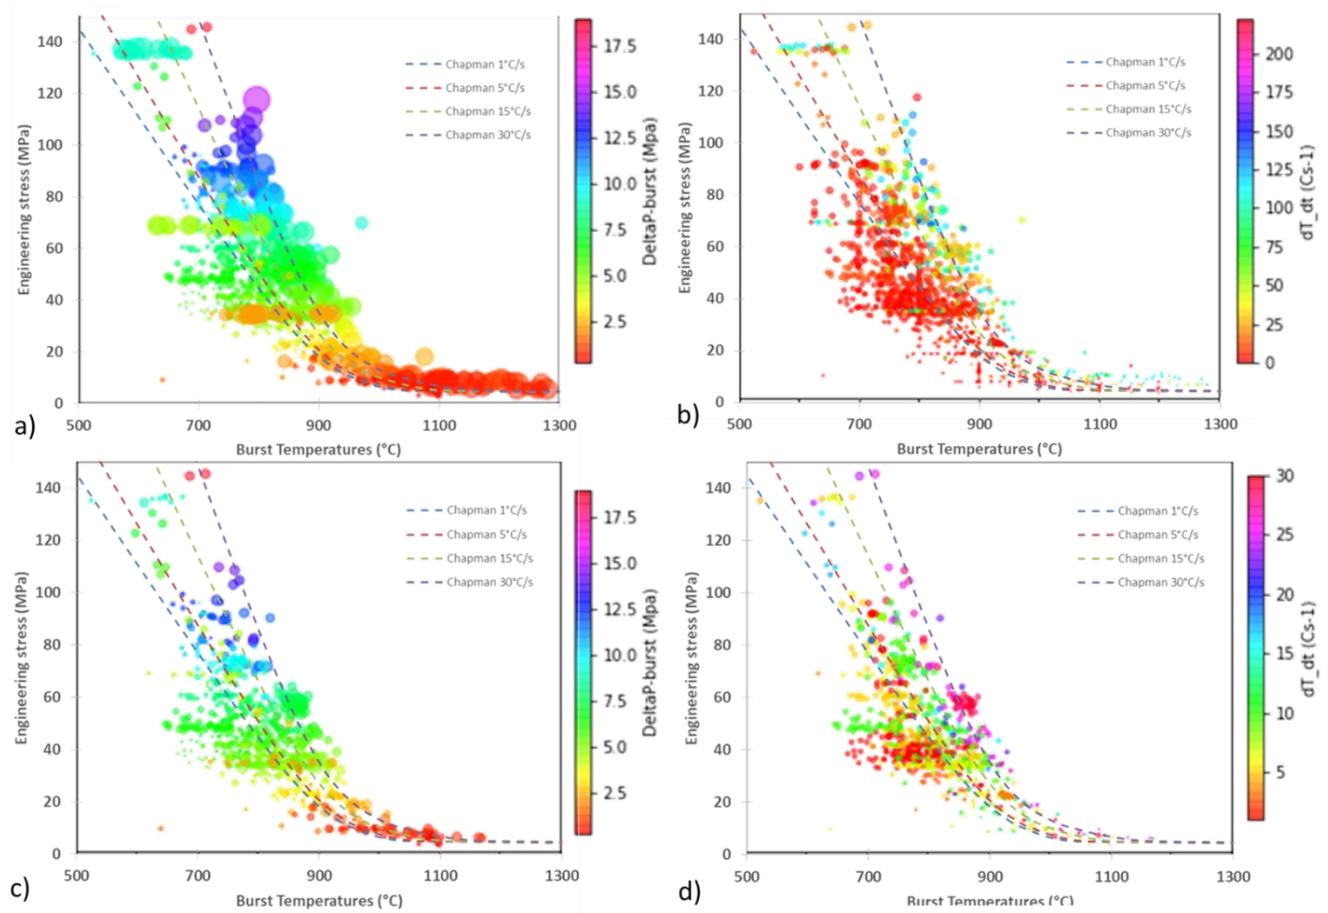 a)
Engineering stress (MPa)
140
120
100
80
60
40
20
0
500 700 900 1100 1300
Burst Temperatures (°C)
Chapman 1°C/s
Chapman 5°C/s
Chapman 15°C/s
Chapman 30°C/s
17.5
15.0
12.5
10.0
7.5
5.0
2.5
DeltaP-burst (Mpa)
b)
Engineering stress (MPa)
140
120
100
80
60
40
20
0
500 700 900 1100 1300
Burst Temperatures (°C)
Chapman 1°C/s
Chapman 5°C/s
Chapman 15°C/s
Chapman 30°C/s
200
175
150
125
100
75
50
25
0
dT_dt (Cs-1)
c)
Engineering stress (MPa)
140
120
100
80
60
40
20
0
500 700 900 1100 1300
Burst Temperatures (°C)
Chapman 1°C/s
Chapman 5°C/s
Chapman 15°C/s
Chapman 30°C/s
17.5
15.0
12.5
10.0
7.5
5.0
2.5
DeltaP-burst (Mpa)
d)
Engineering stress (MPa)
140
120
100
80
60
40
20
0
500 700 900 1100 1300
Burst Temperatures (°C)
Chapman 1°C/s
Chapman 5°C/s
Chapman 15°C/s
Chapman 30°C/s
30
25
20
15
10
5
dT_dt (Cs-1)